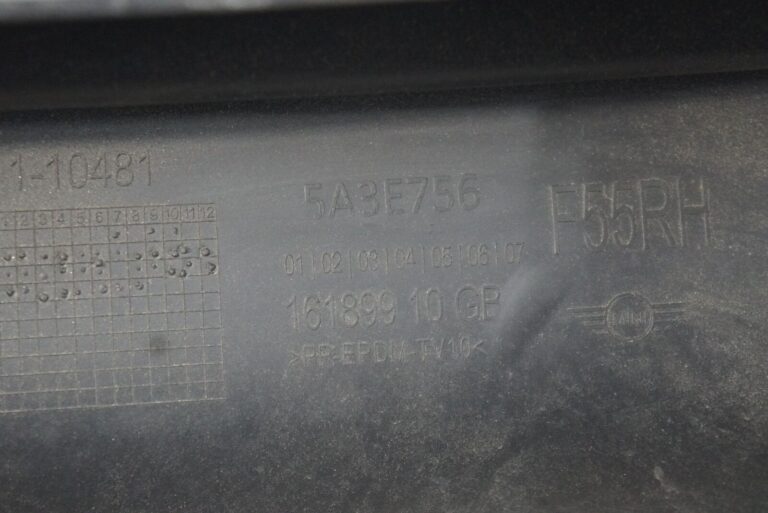 1-10481
2 3 4 5 6 7 8 9 10 11 12
5A3E756
F55RH
01|02|03|04|05|06|07
161899 10 GB
MINI
>PP-EPDM-TV10<